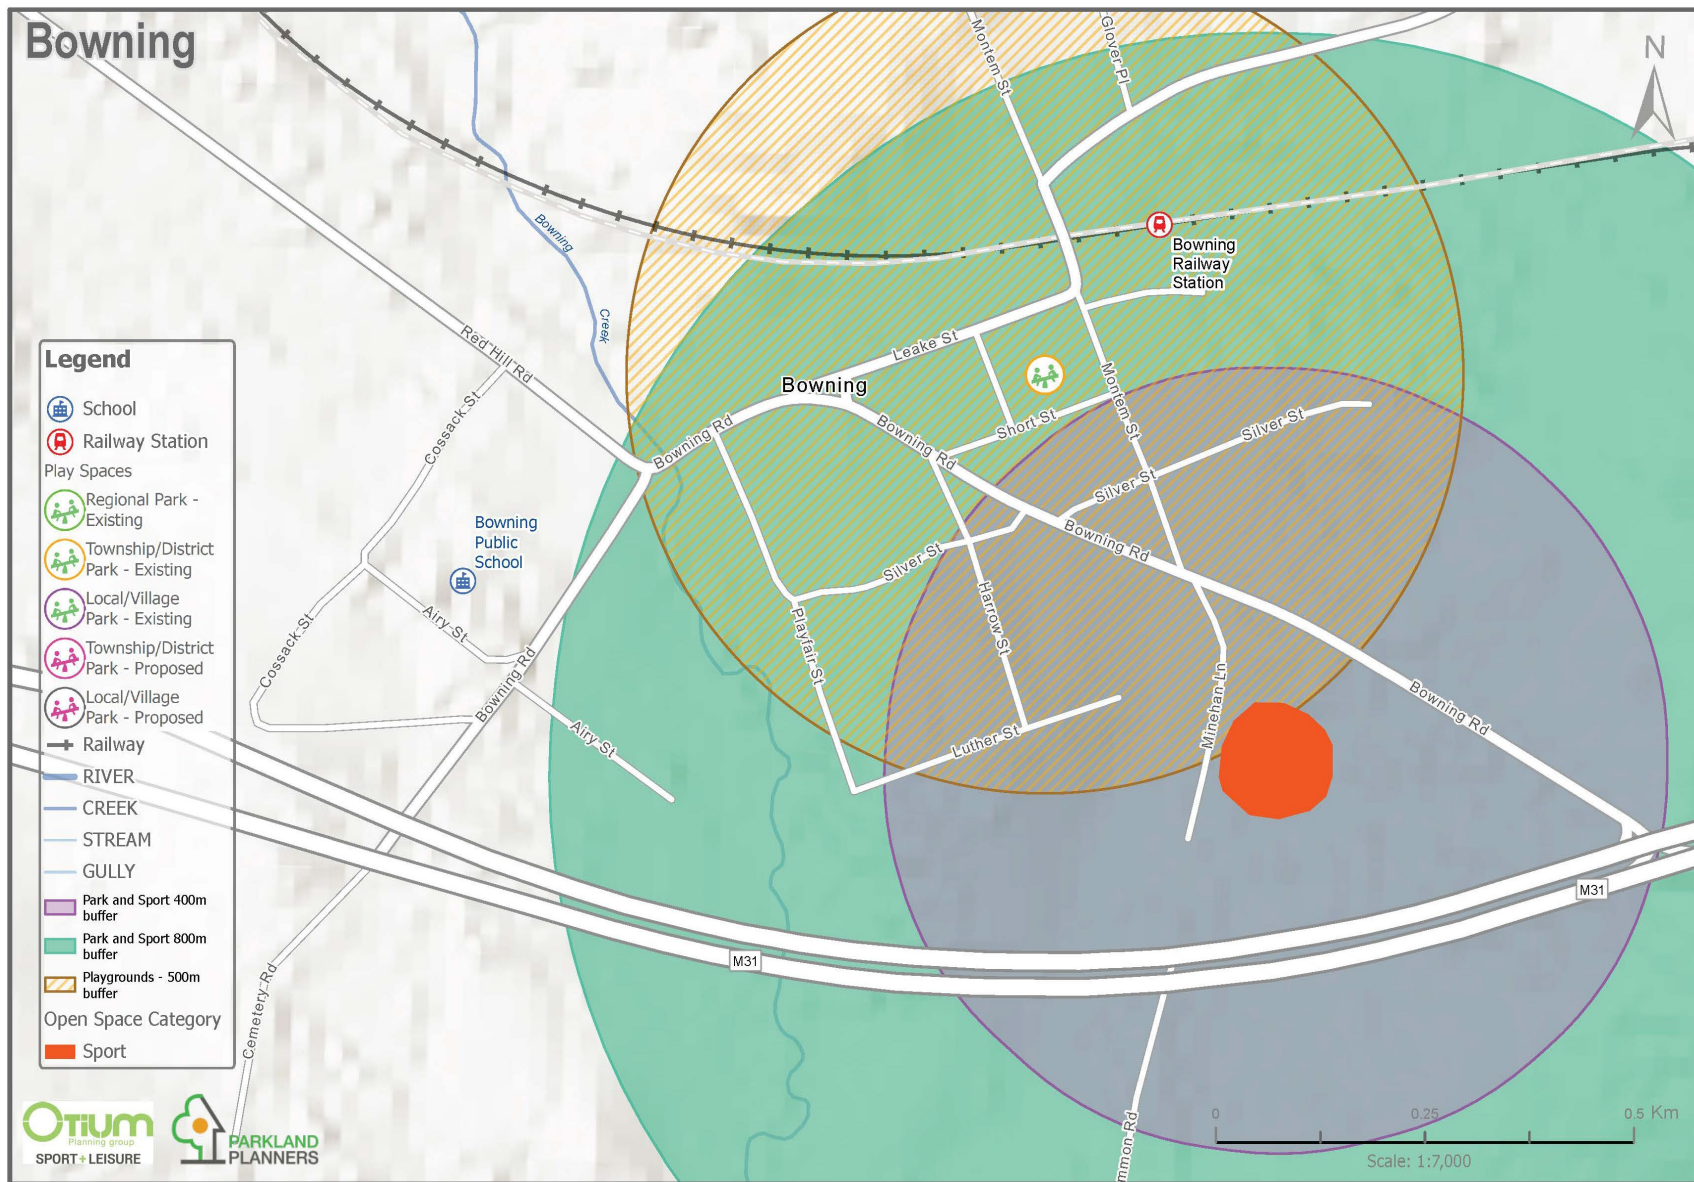 Bowning
N
Montem St
Glover Pl
Bowning
Creek
Bowning
Railway
Station
Red Hill Rd
Leake St
Bowning
Cossack St
Bowning Rd
Bowning Rd
Short St
Montem St
Silver St
Silver St
Bowning Rd
Silver St
Bowning
Public
School
Airy St
Cossack St
Playfair St
Harrow St
Bowning Rd
Minehan Ln
Luther St
Airy St
Bowning Rd
M31
M31
Cemetery Rd
mmon Rd
Legend
School
Railway Station
Play Spaces
Regional Park -
Existing
Township/District
Park - Existing
Local/Village
Park - Existing
Township/District
Park - Proposed
Local/Village
Park - Proposed
Railway
RIVER
CREEK
STREAM
GULLY
Park and Sport 400m
buffer
Park and Sport 800m
buffer
Playgrounds - 500m
buffer
Open Space Category
Sport
OTIUM
Planning group
SPORT+LEISURE
PARKLAND
PLANNERS
0 0.25 0.5 Km
Scale: 1:7,000